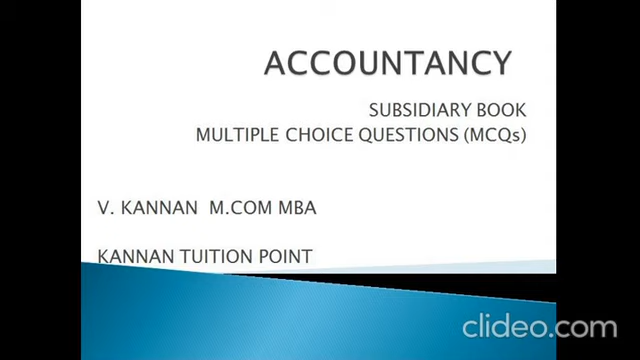 ACCOUNTANCY
SUBSIDIARY BOOK
MULTIPLE CHOICE QUESTIONS (MCQs)
V. KANNAN M.COM MBA
KANNAN TUITION POINT
clideo.com